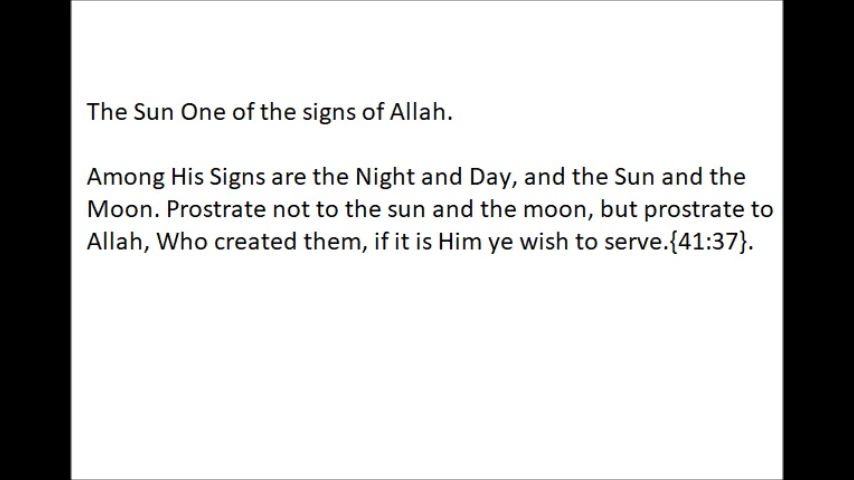 The Sun One of the signs of Allah.
Among His Signs are the Night and Day, and the Sun and the
Moon. Prostrate not to the sun and the moon, but prostrate to
Allah, Who created them, if it is Him ye wish to serve.{41:37}.